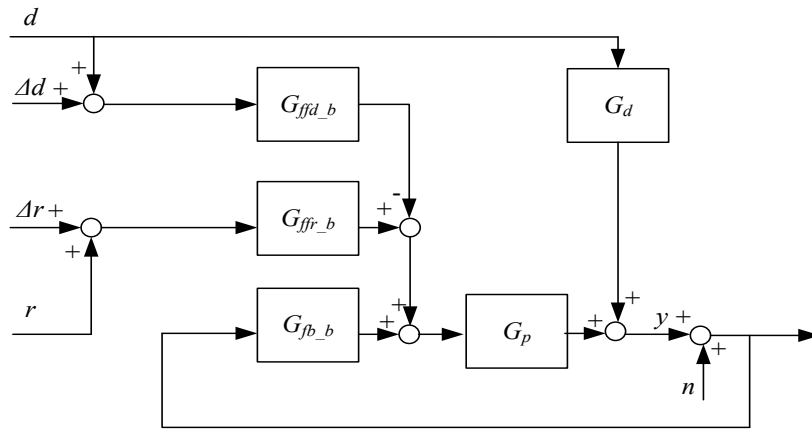 d
+
Δd +
G_ffd_b
G_d
-
Δr +
+
G_ffr_b
+
r
G_fb_b
+
+
G_p
+
+
y +
+
n